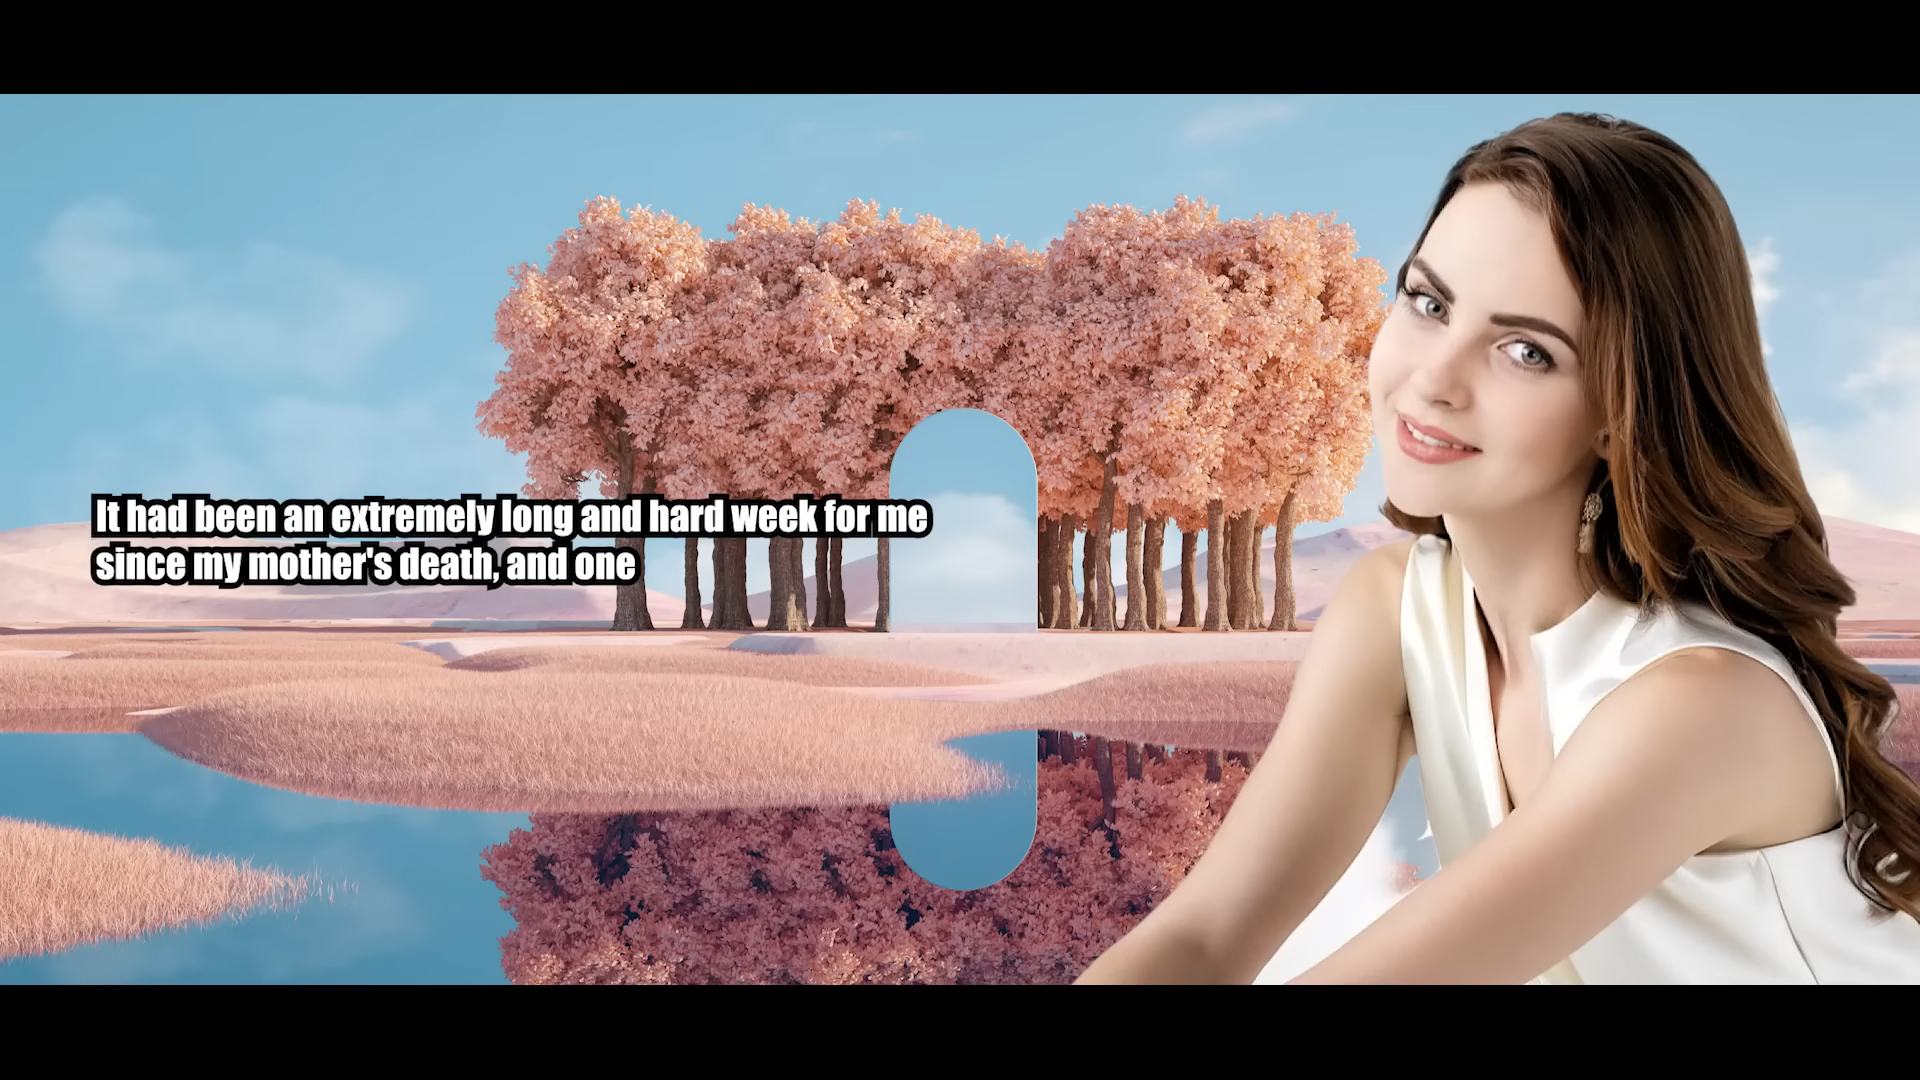 It had been an extremely long and hard week for me
since my mother's death, and one